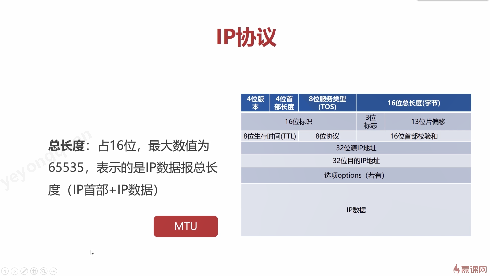 IP协议
总长度：占16位，最大数值为
65535，表示的是IP数据报总长
度（IP首部+IP数据）
MTU
4位版本 4位首部长度 8位服务类型(TOS) 16位总长度(字节)
16位标识 3位标志 13位片偏移
8位生存时间(TTL) 8位协议 16位首部校验和
32位源IP地址
32位目的IP地址
选项options（若有）
IP数据
慕课网